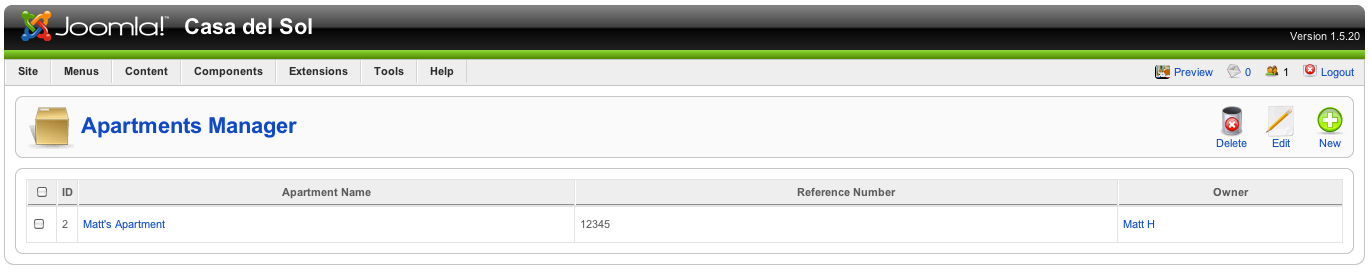 Joomla!™ Casa del Sol
Version 1.5.20
Site Menus Content Components Extensions Tools Help Preview 0 1 Logout
Apartments Manager
Delete Edit New
ID Apartment Name Reference Number Owner
2 Matt's Apartment 12345 Matt H